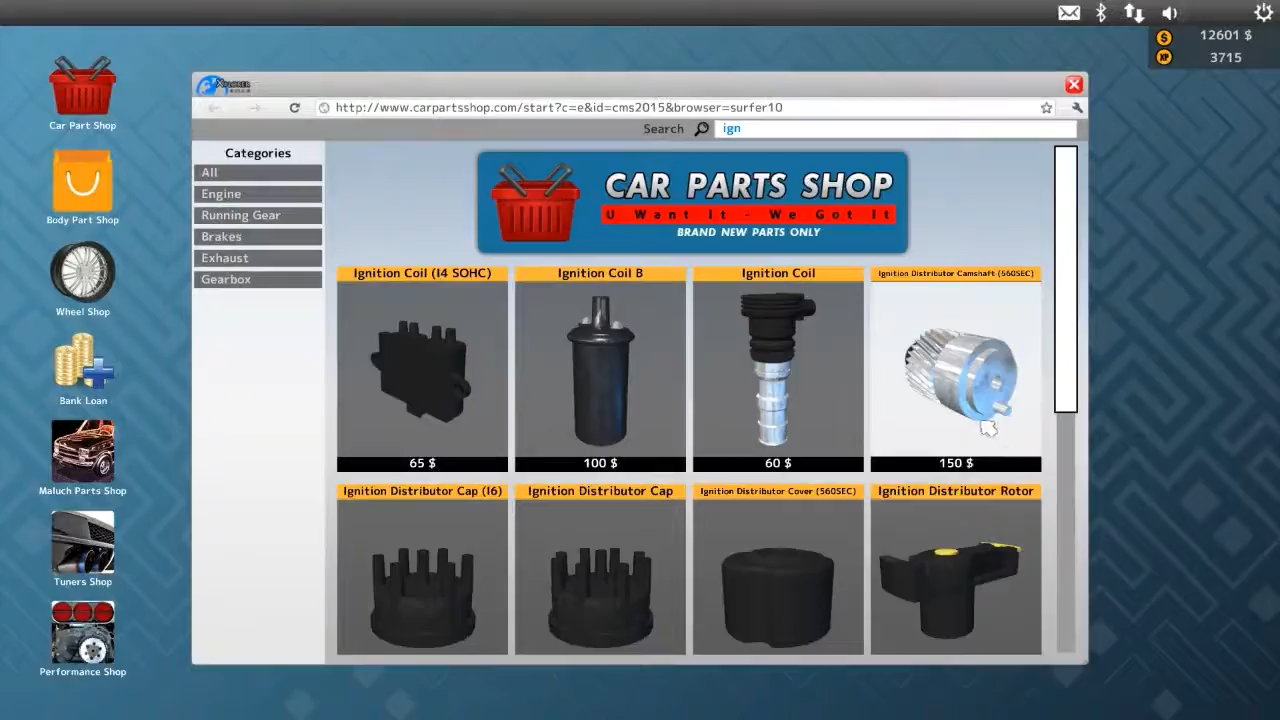 12601 $
3715
XPLORER
http://www.carpartsshop.com/start?c=e&id=cms2015&browser=surfer10
Search
ign
Car Part Shop
Body Part Shop
Wheel Shop
Bank Loan
Maluch Parts Shop
Tuners Shop
Performance Shop
Categories
All
Engine
Running Gear
Brakes
Exhaust
Gearbox
CAR PARTS SHOP
U Want It - We Got It
BRAND NEW PARTS ONLY
Ignition Coil (I4 SOHC)
Ignition Coil B
Ignition Coil
Ignition Distributor Camshaft (560SEC)
65 $
100 $
60 $
150 $
Ignition Distributor Cap (I6)
Ignition Distributor Cap
Ignition Distributor Cover (560SEC)
Ignition Distributor Rotor